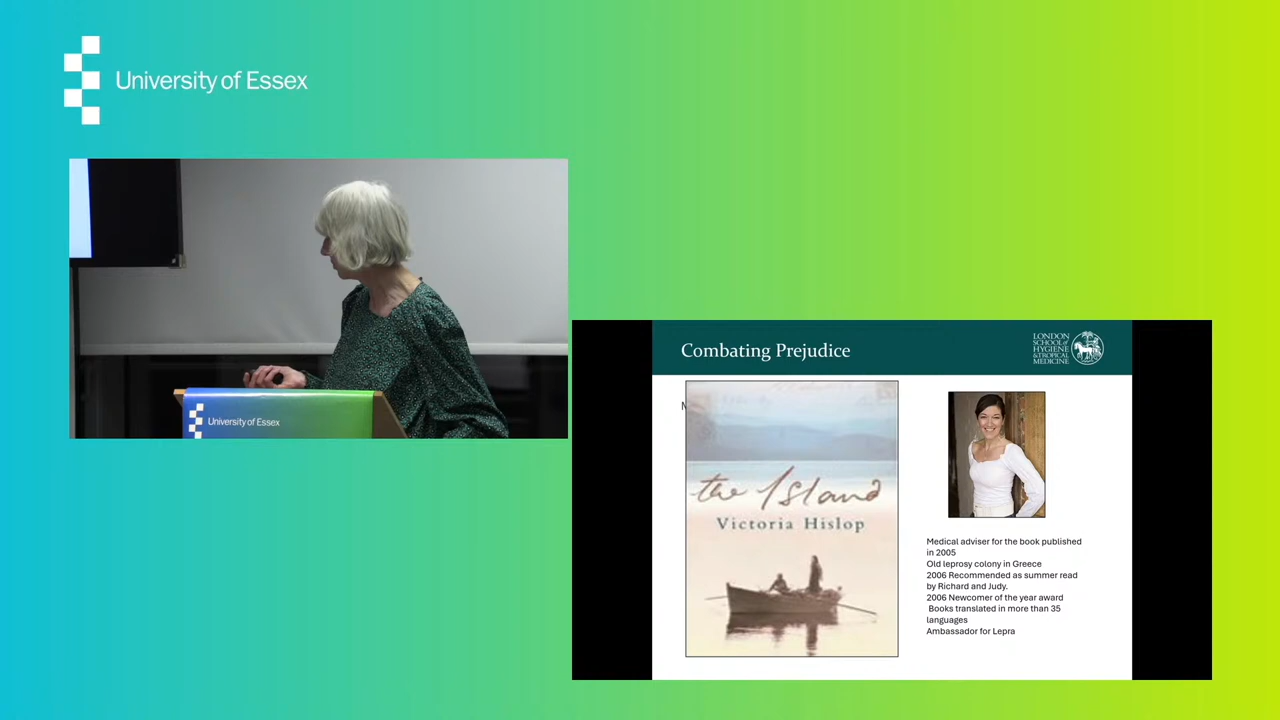 University of Essex
University of Essex
Combating Prejudice
LONDON
SCHOOL of
HYGIENE
& TROPICAL
MEDICINE
the Island
Victoria Hislop
Medical adviser for the book published
in 2005
Old leprosy colony in Greece
2006 Recommended as summer read
by Richard and Judy.
2006 Newcomer of the year award
Books translated in more than 35
languages
Ambassador for Lepra